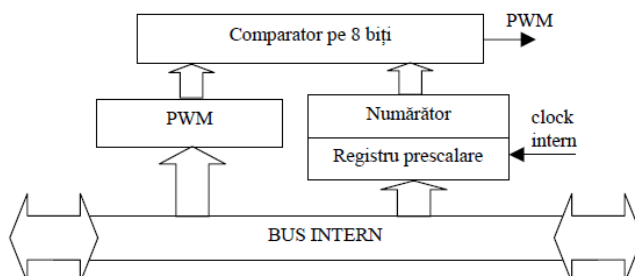 PWM
Comparator pe 8 biți
PWM
Numărător
clock
intern
Registru prescalare
BUS INTERN